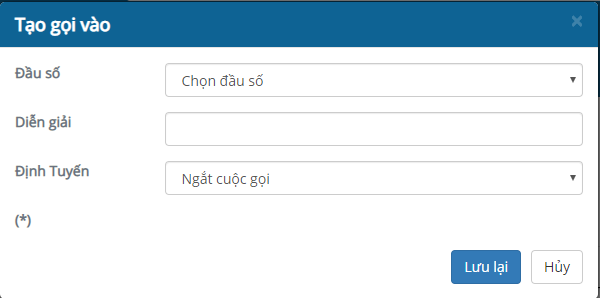 Tạo gọi vào
×
Đầu số
Chọn đầu số
Diễn giải
Định Tuyến
Ngắt cuộc gọi
(*)
Lưu lại
Hủy